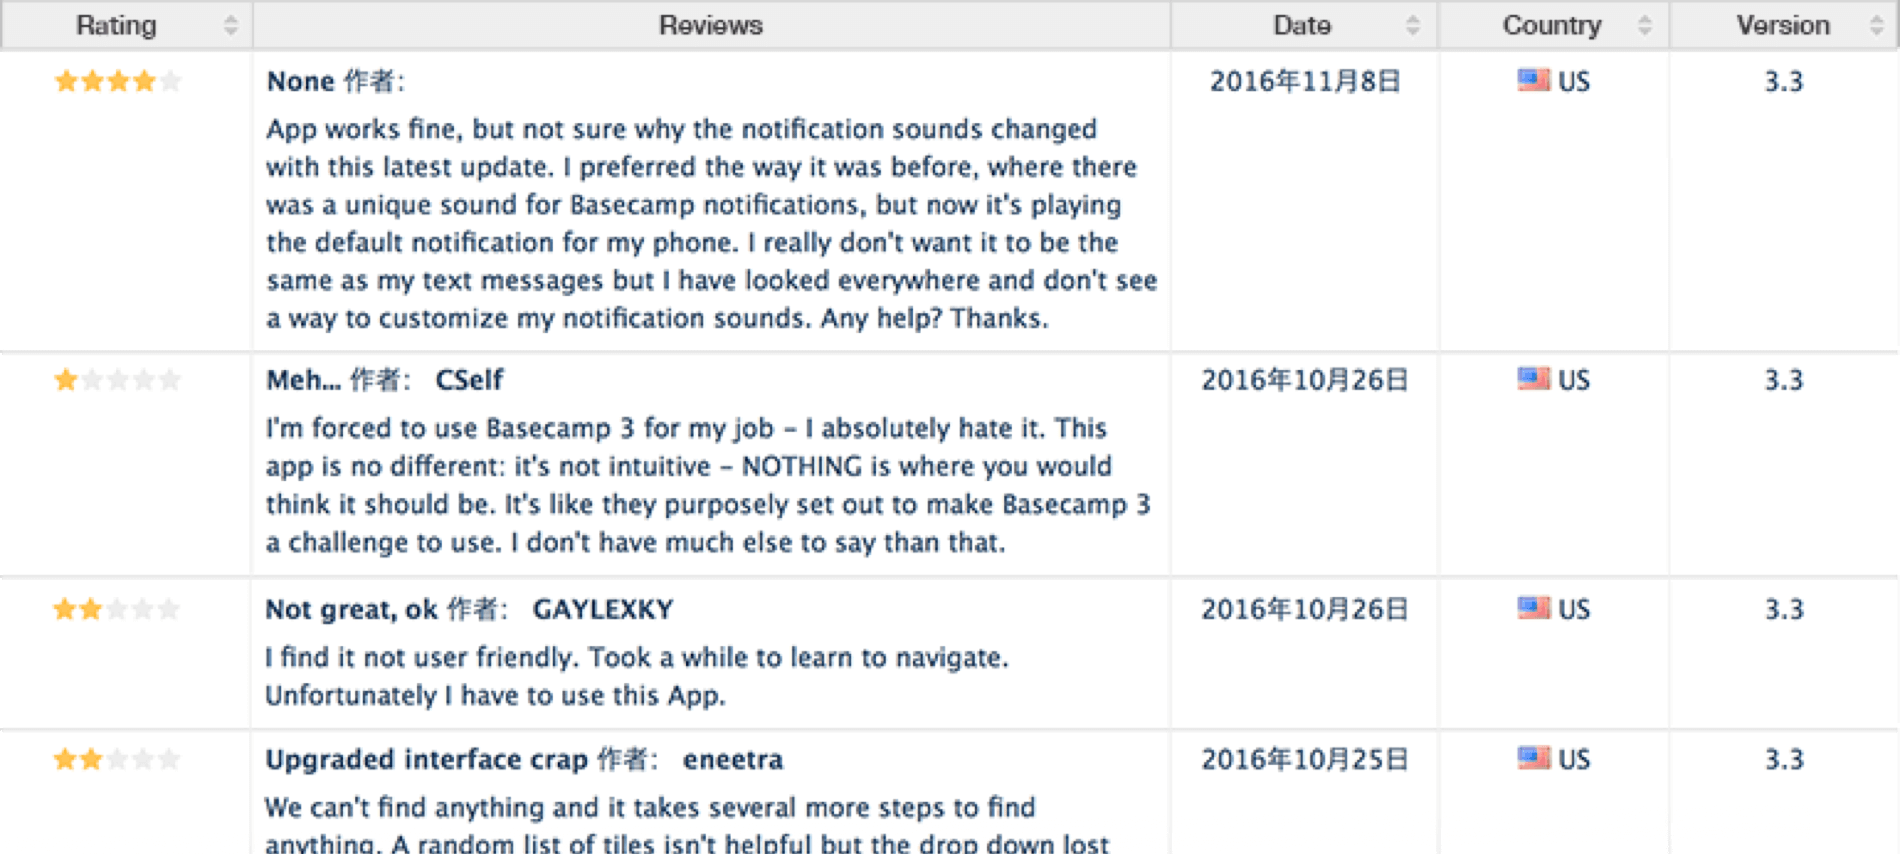 Rating Reviews Date Country Version
None 作者: 2016年11月8日 US 3.3
App works fine, but not sure why the notification sounds changed
with this latest update. I preferred the way it was before, where there
was a unique sound for Basecamp notifications, but now it's playing
the default notification for my phone. I really don't want it to be the
same as my text messages but I have looked everywhere and don't see
a way to customize my notification sounds. Any help? Thanks.
Meh... 作者: CSelf 2016年10月26日 US 3.3
I'm forced to use Basecamp 3 for my job – I absolutely hate it. This
app is no different: it's not intuitive – NOTHING is where you would
think it should be. It's like they purposely set out to make Basecamp 3
a challenge to use. I don't have much else to say than that.
Not great, ok 作者: GAYLEXKY 2016年10月26日 US 3.3
I find it not user friendly. Took a while to learn to navigate.
Unfortunately I have to use this App.
Upgraded interface crap 作者: eneetra 2016年10月25日 US 3.3
We can't find anything and it takes several more steps to find
anything. A random list of tiles isn't helpful but the drop down lost